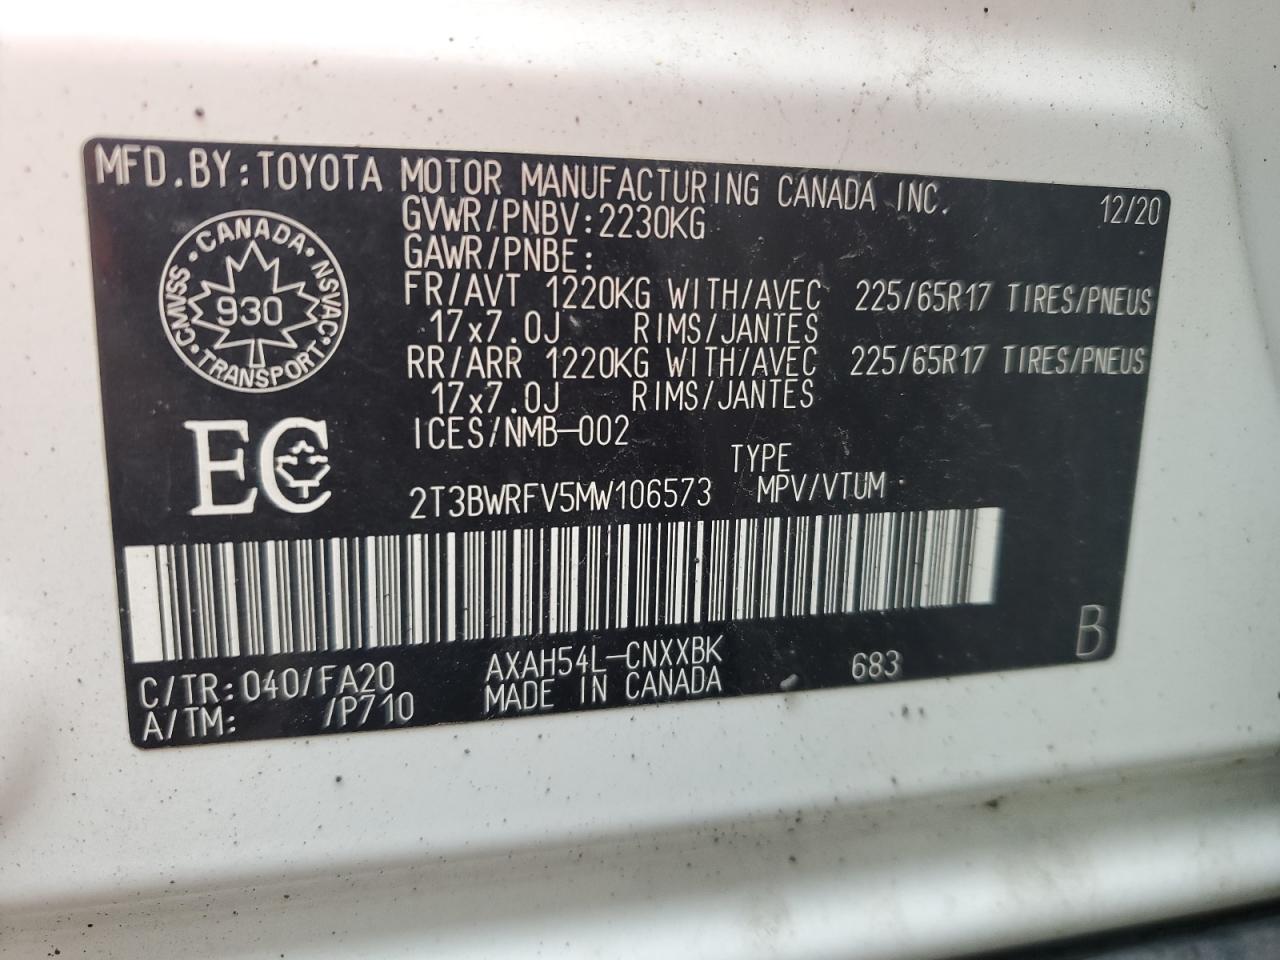 MFD.BY:TOYOTA MOTOR MANUFACTURING CANADA INC. 12/20
GVWR/PNBV:2230KG
GAWR/PNBE:
FR/AVT 1220KG WITH/AVEC 225/65R17 TIRES/PNEUS
17x7.0J RIMS/JANTES
RR/ARR 1220KG WITH/AVEC 225/65R17 TIRES/PNEUS
17x7.0J RIMS/JANTES
ICES/NMB-002
CANADA
CMVSS NSVAC
930
TRANSPORT
EC
TYPE
2T3BWRFV5MW106573 MPV/VTUM
C/TR:040/FA20 AXAH54L-CNXXBK 683 B
A/TM: /P710 MADE IN CANADA